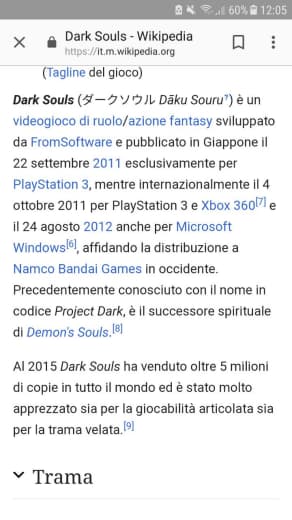 60% 12:05
Dark Souls - Wikipedia
https://it.m.wikipedia.org
(Tagline del gioco)
Dark Souls (ダークソウル Dāku Souru?) è un
videogioco di ruolo/azione fantasy sviluppato
da FromSoftware e pubblicato in Giappone il
22 settembre 2011 esclusivamente per
PlayStation 3, mentre internazionalmente il 4
ottobre 2011 per PlayStation 3 e Xbox 360[7] e
il 24 agosto 2012 anche per Microsoft
Windows[6], affidando la distribuzione a
Namco Bandai Games in occidente.
Precedentemente conosciuto con il nome in
codice Project Dark, è il successore spirituale
di Demon's Souls.[8]
Al 2015 Dark Souls ha venduto oltre 5 milioni
di copie in tutto il mondo ed è stato molto
apprezzato sia per la giocabilità articolata sia
per la trama velata.[9]
Trama